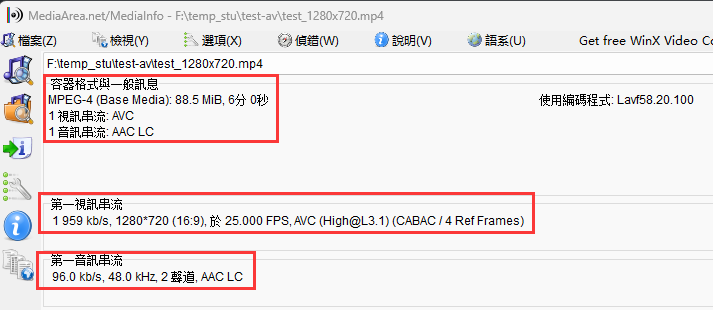 MediaArea.net/MediaInfo - F:\temp_stu\test-av\test_1280x720.mp4
檔案(Z) 檢視(Y) 選項(X) 偵錯(W) 說明(V) 語系(U) Get free WinX Video Co
F:\temp_stu\test-av\test_1280x720.mp4
容器格式與一般訊息
MPEG-4 (Base Media): 88.5 MiB, 6分 0秒 使用編碼程式: Lavf58.20.100
1 視訊串流: AVC
1 音訊串流: AAC LC
第一視訊串流
1 959 kb/s, 1280*720 (16:9), 於 25.000 FPS, AVC (High@L3.1) (CABAC / 4 Ref Frames)
第一音訊串流
96.0 kb/s, 48.0 kHz, 2 聲道, AAC LC